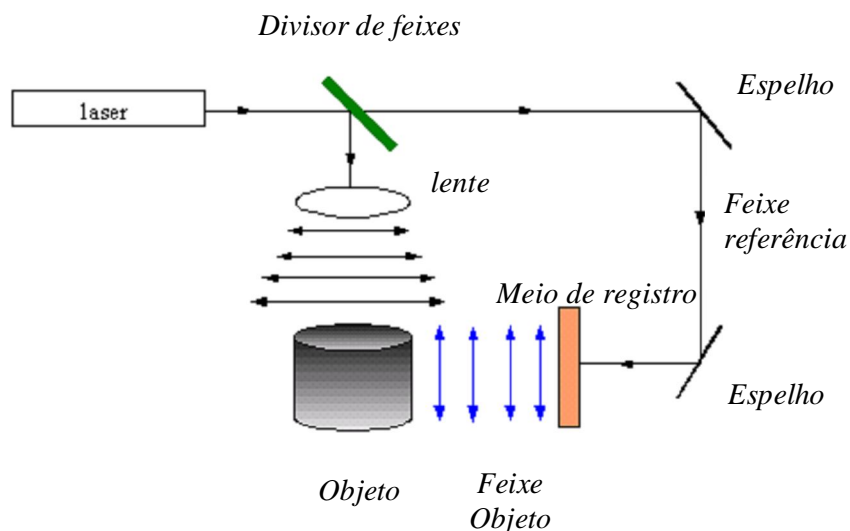 Divisor de feixes
Espelho
laser
lente
Feixe
referência
Meio de registro
Espelho
Objeto
Feixe
Objeto